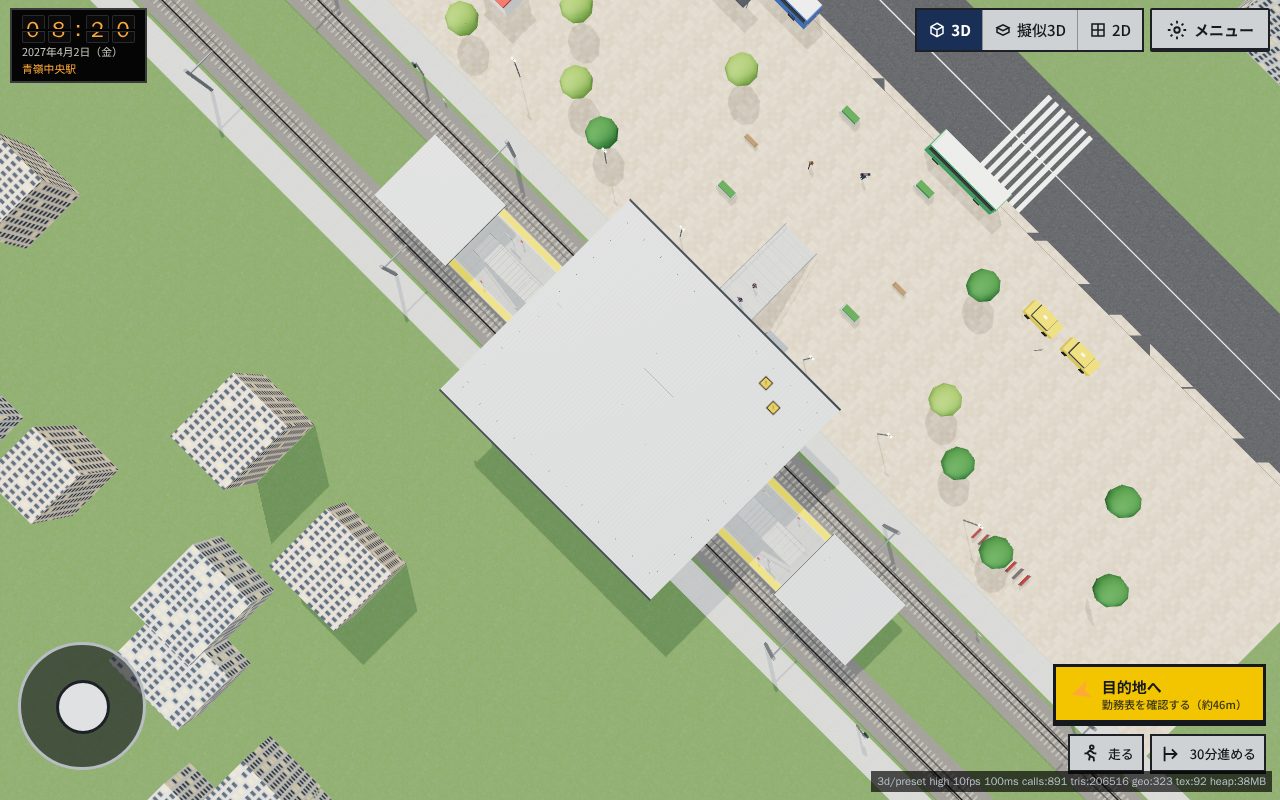 08:20
2027年4月2日（金）
青嶺中央駅
3D
擬似3D
2D
メニュー
目的地へ
勤務表を確認する（約46m）
走る
30分進める
3d/preset high 10fps 100ms calls:891 tris:206516 geo:323 tex:92 heap:38MB